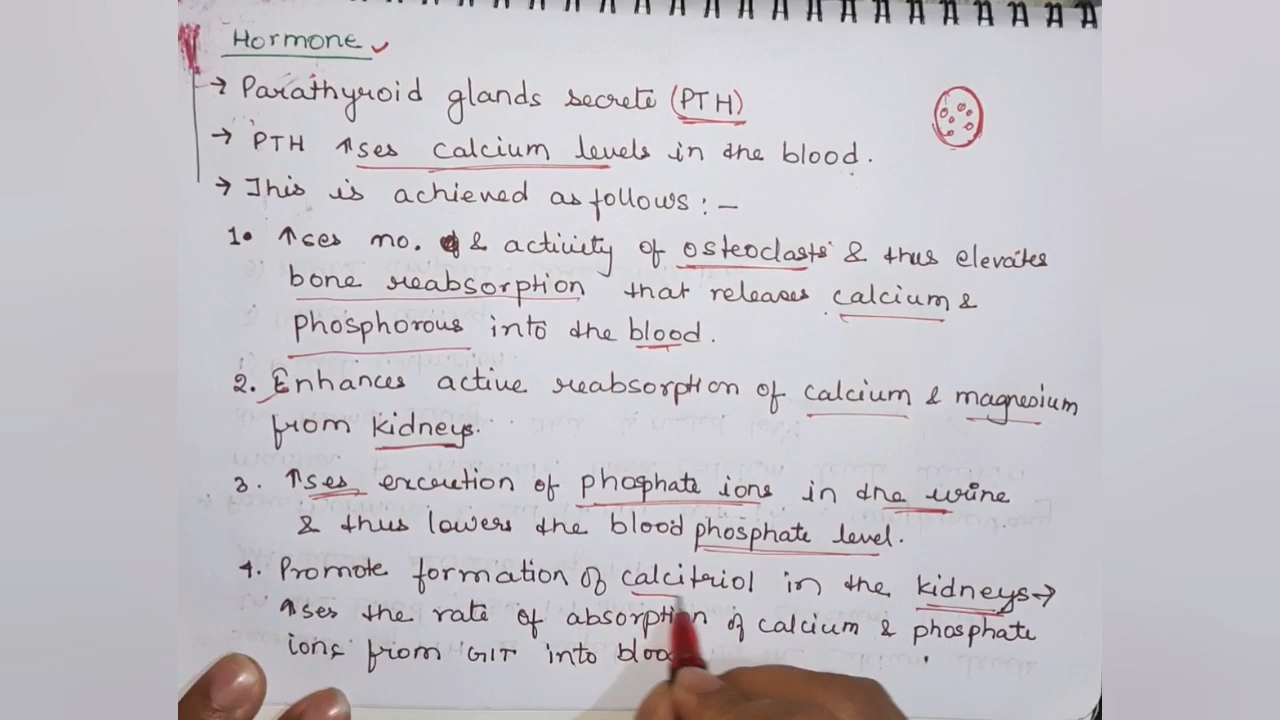 Hormone
→ Parathyroid glands secrete (PTH)
→ PTH ↑ses calcium levels in the blood.
→ This is achieved as follows :-
1. ↑ses no. & activity of osteoclasts & thus elevates
bone reabsorption that releases calcium &
phosphorous into the blood.
2. Enhances active reabsorption of calcium & magnesium
from kidneys.
3. ↑ses excretion of phosphate ions in the urine
& thus lowers the blood phosphate level.
4. Promote formation of calcitriol in the kidneys →
↑ses the rate of absorption of calcium & phosphate
ions from GIT into